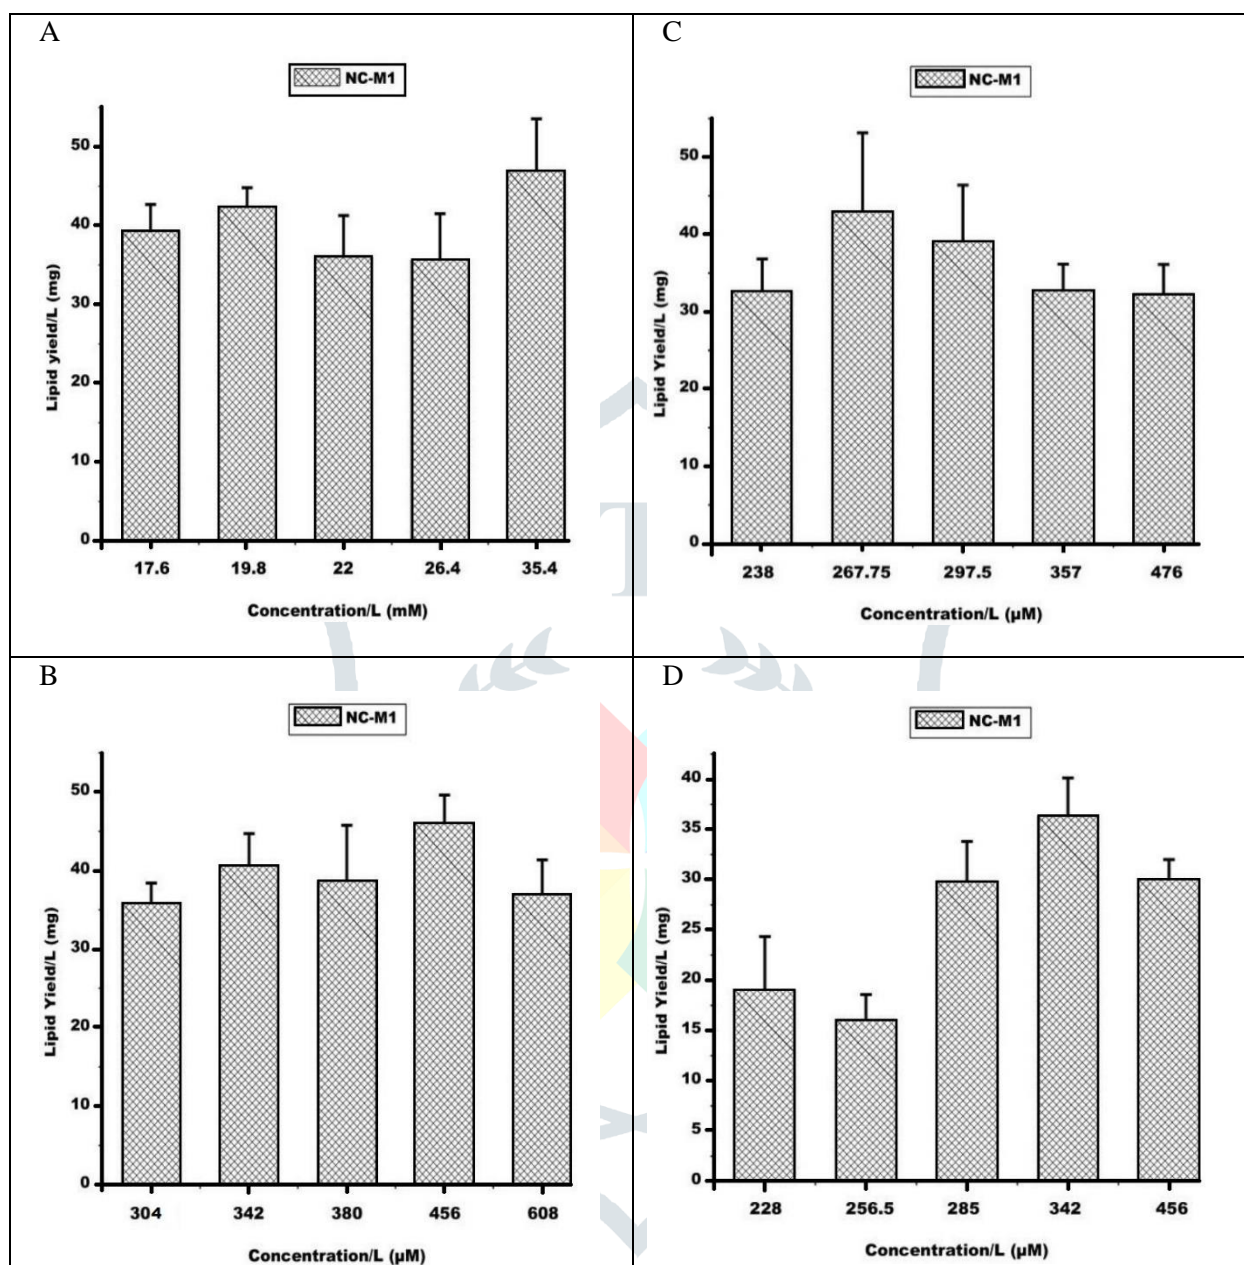 A
NC-M1
Lipid yield/L (mg)
50
40
30
20
10
0
17.6 19.8 22 26.4 35.4
Concentration/L (mM)
C
NC-M1
Lipid Yield/L (mg)
50
40
30
20
10
0
238 267.75 297.5 357 476
Concentration/L (µM)
B
NC-M1
Lipid Yield/L (mg)
50
40
30
20
10
0
304 342 380 456 608
Concentration/L (µM)
D
NC-M1
Lipid Yield/L (mg)
40
35
30
25
20
15
10
5
0
228 256.5 285 342 456
Concentration/L (µM)